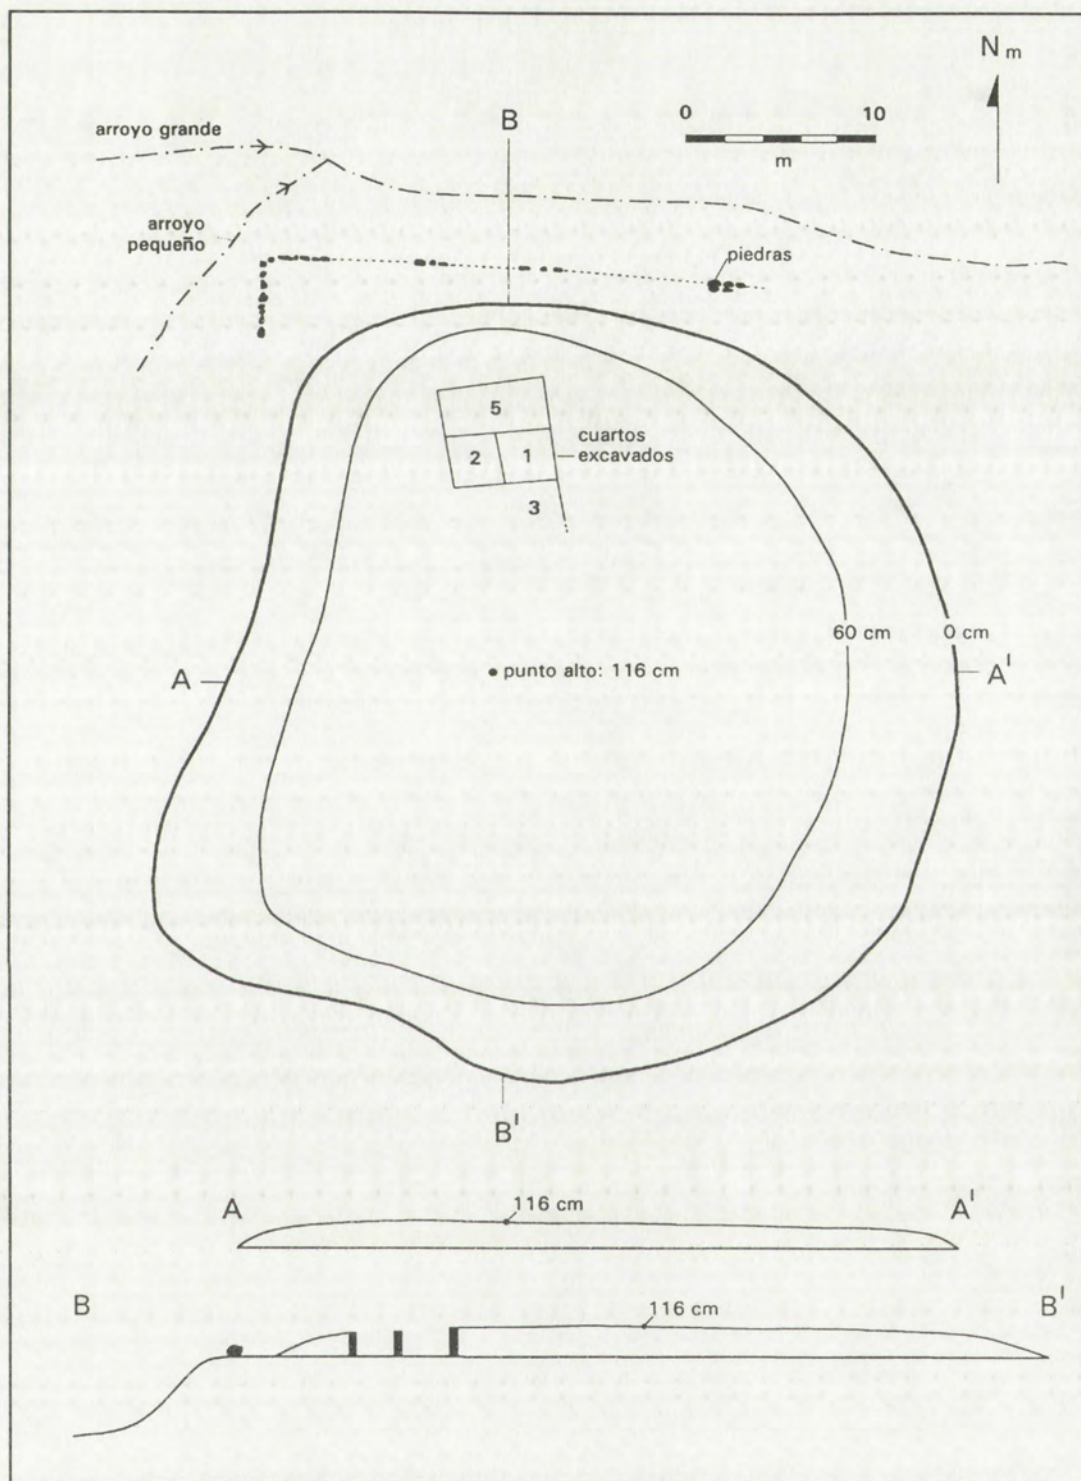 N m
0 10
m
B
arroyo grande
arroyo
pequeño
piedras
5
2 1
cuartos
excavados
3
60 cm 0 cm
A
punto alto: 116 cm
A'
B'
A
116 cm
A'
B
116 cm
B'